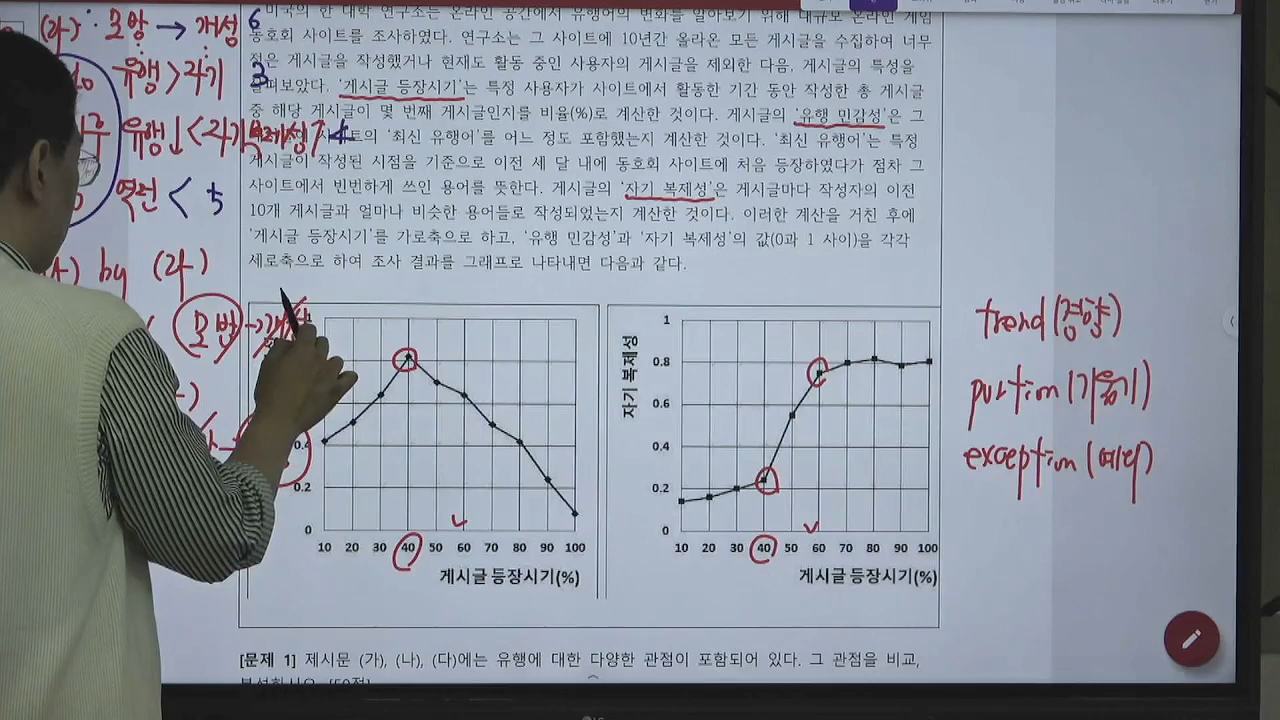 미국의 한 대학 연구소는 온라인 공간에서 유행어의 변화를 알아보기 위해 대규모 온라인 게임
동호회 사이트를 조사하였다. 연구소는 그 사이트에 10년간 올라온 모든 게시글을 수집하여 너무
적은 게시글을 작성했거나 현재도 활동 중인 사용자의 게시글을 제외한 다음, 게시글의 특성을
살펴보았다. '게시글 등장시기'는 특정 사용자가 사이트에서 활동한 기간 동안 작성한 총 게시글
중 해당 게시글이 몇 번째 게시글인지를 비율(%)로 계산한 것이다. 게시글의 '유행 민감성'은 그
사이트의 '최신 유행어'를 어느 정도 포함했는지 계산한 것이다. '최신 유행어'는 특정
게시글이 작성된 시점을 기준으로 이전 세 달 내에 동호회 사이트에 처음 등장하였다가 점차 그
사이트에서 빈번하게 쓰인 용어를 뜻한다. 게시글의 '자기 복제성'은 게시글마다 작성자의 이전
10개 게시글과 얼마나 비슷한 용어들로 작성되었는지 계산한 것이다. 이러한 계산을 거친 후에
'게시글 등장시기'를 가로축으로 하고, '유행 민감성'과 '자기 복제성'의 값(0과 1 사이)을 각각
세로축으로 하여 조사 결과를 그래프로 나타내면 다음과 같다.
(라): 모방 → 개성 6
유행 > 각기 3
역련 < 5
by (라)
모방
0.4
0.2
0
10 20 30 40 50 60 70 80 90 100
게시글 등장시기(%)
자기 복제성
1
0.8
0.6
0.4
0.2
0
10 20 30 40 50 60 70 80 90 100
게시글 등장시기(%)
trend (경향)
portion (기울기)
exception (예외)
[문제 1] 제시문 (가), (나), (다)에는 유행에 대한 다양한 관점이 포함되어 있다. 그 관점을 비교,
분석하시오. [50점]